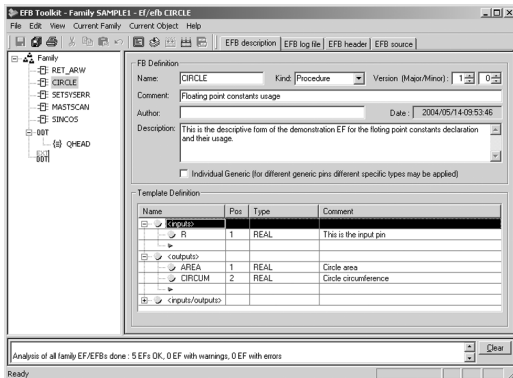 EFB Toolkit - Family SAMPLE1 - Ef/efb CIRCLE
File Edit View Current Family Current Object Help
EFB description EFB log file EFB header EFB source
Family
RET_ARW
CIRCLE
SETSYSERR
MASTSCAN
SINCOS
DDT
QHEAD
DDT
FB Definition
Name: CIRCLE Kind: Procedure Version (Major/Minor) : 1 0
Comment: Floating point constants usage
Author: Date : 2004/05/14-09:53:46
Description: This is the descriptive form of the demonstration EF for the floting point constants declaration
and their usage.
Individual Generic (for different generic pins different specific types may be applied)
Template Definition
Name Pos Type Comment
<inputs>
R 1 REAL This is the input pin
<outputs>
AREA 1 REAL Circle area
CIRCUM 2 REAL Circle circumference
<inputs/outputs>
Analysis of all family EF/EFBs done : 5 EFs OK, 0 EF with warnings, 0 EF with errors
Clear
Ready